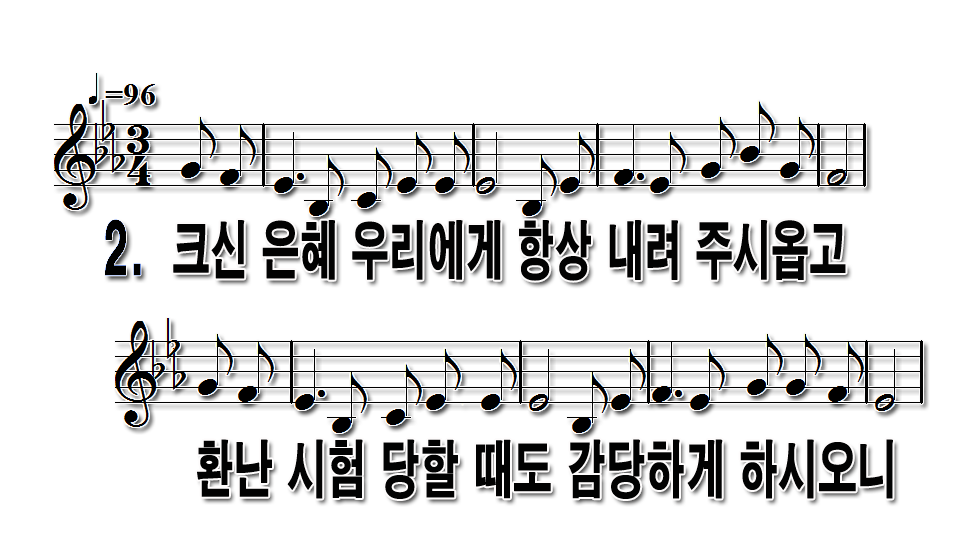 ♩=96
3
4
2. 크신 은혜 우리에게 항상 내려 주시옵고
환난 시험 당할 때도 감당하게 하시오니